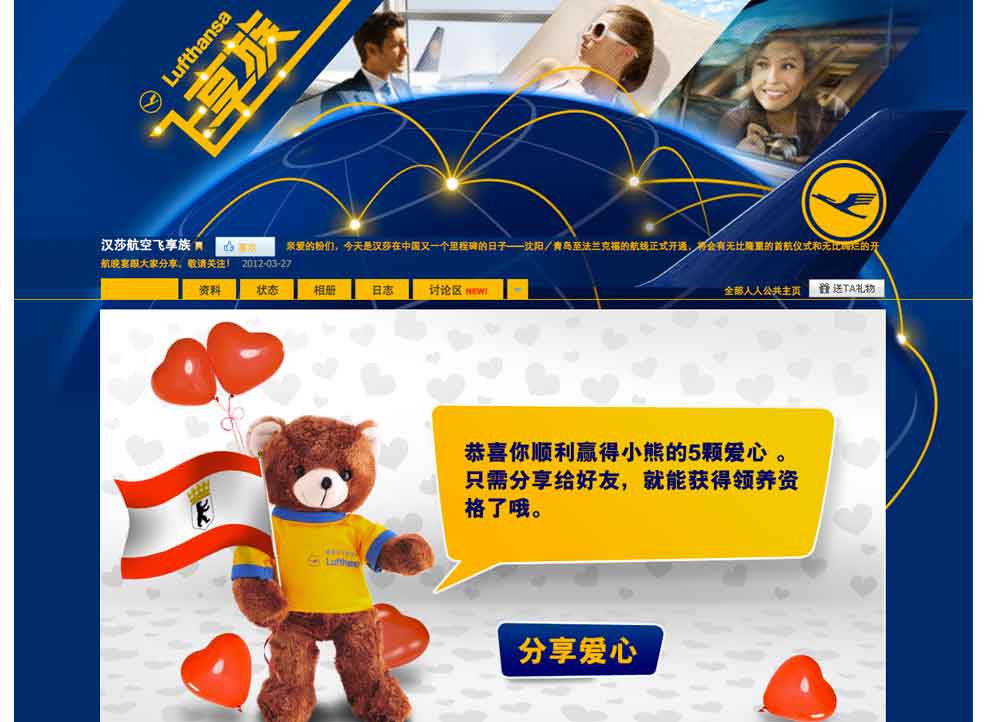 Lufthansa
飞享族
汉莎航空飞享族
喜欢
亲爱的粉们，今天是汉莎在中国又一个里程碑的日子——沈阳／青岛至法兰克福的航线正式开通，将会有无比隆重的首航仪式和无比绚烂的开
航晚宴跟大家分享。敬请关注！ 2012-03-27
资料 状态 相册 日志 讨论区 NEW!
全部人人公共主页 送TA礼物
恭喜你顺利赢得小熊的5颗爱心 。
只需分享给好友，就能获得领养资
格了哦。
Lufthansa
分享爱心